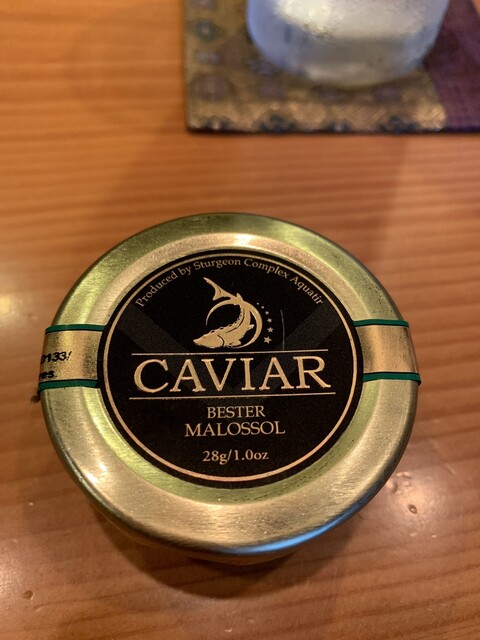 Produced by Sturgeon Complex Aquatir
CAVIAR
BESTER
MALOSSOL
28g/1.0oz